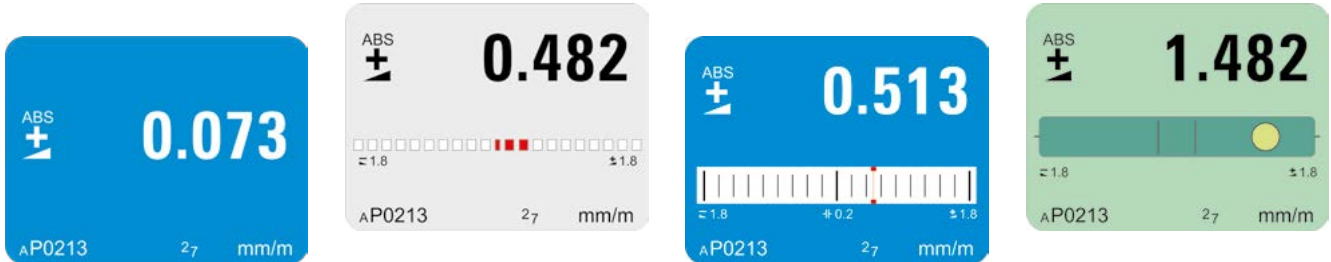 ABS
± 0.073
AP0213 27 mm/m
ABS
± 0.482
1.8 1.8
AP0213 27 mm/m
ABS
± 0.513
1.8 0.2 1.8
AP0213 27 mm/m
ABS
± 1.482
1.8 ±1.8
AP0213 27 mm/m